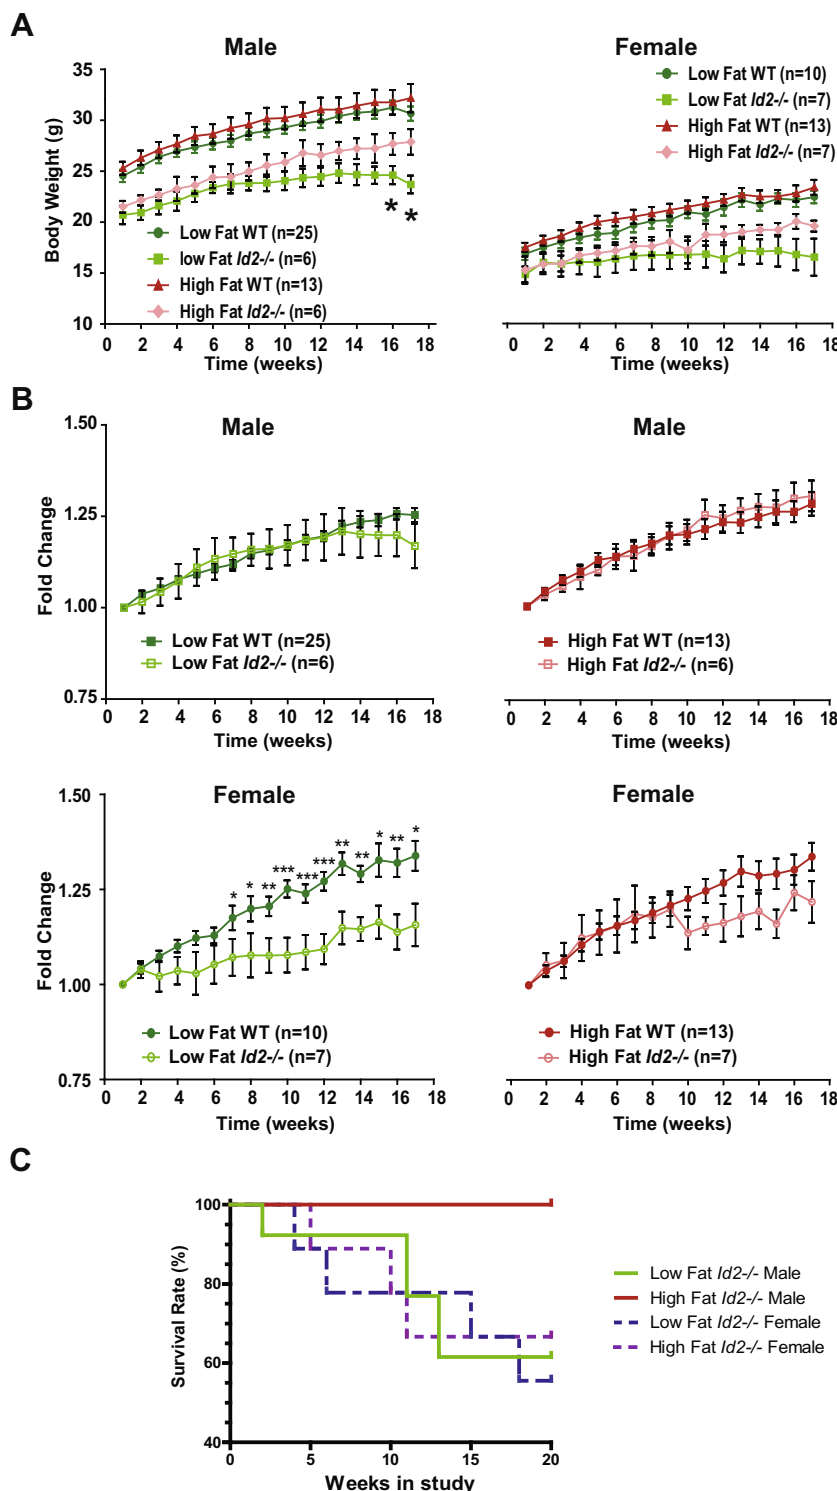 A
Male
Female
Body Weight (g)
35
30
25
20
15
10
Low Fat WT (n=25)
low Fat Id2-/- (n=6)
High Fat WT (n=13)
High Fat Id2-/- (n=6)
* *
0 2 4 6 8 10 12 14 16 18
Time (weeks)
Low Fat WT (n=10)
Low Fat Id2-/- (n=7)
High Fat WT (n=13)
High Fat Id2-/- (n=7)
0 2 4 6 8 10 12 14 16 18
Time (weeks)
B
Male
Male
Fold Change
1.50
1.25
1.00
0.75
Low Fat WT (n=25)
Low Fat Id2-/- (n=6)
0 2 4 6 8 10 12 14 16 18
Time (weeks)
High Fat WT (n=13)
High Fat Id2-/- (n=6)
0 2 4 6 8 10 12 14 16 18
Time (weeks)
Female
Female
Fold Change
1.50
1.25
1.00
0.75
* * ** *** *** *** ** ** * ** *
Low Fat WT (n=10)
Low Fat Id2-/- (n=7)
0 2 4 6 8 10 12 14 16 18
Time (weeks)
High Fat WT (n=13)
High Fat Id2-/- (n=7)
0 2 4 6 8 10 12 14 16 18
Time (weeks)
C
Survival Rate (%)
100
80
60
40
0 5 10 15 20
Weeks in study
Low Fat Id2-/- Male
High Fat Id2-/- Male
Low Fat Id2-/- Female
High Fat Id2-/- Female